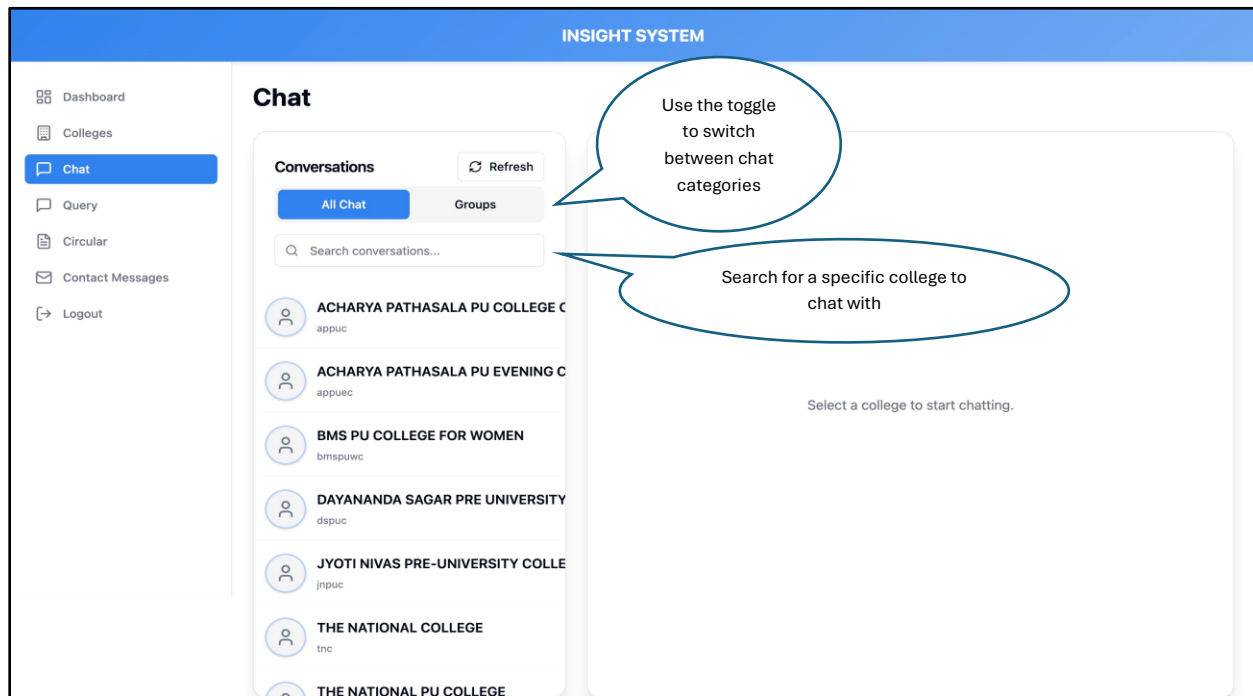 INSIGHT SYSTEM
Dashboard
Colleges
Chat
Query
Circular
Contact Messages
Logout
Chat
Conversations
Refresh
All Chat
Groups
Search conversations...
ACHARYA PATHASALA PU COLLEGE C
appuc
ACHARYA PATHASALA PU EVENING C
appuec
BMS PU COLLEGE FOR WOMEN
bmspuwc
DAYANANDA SAGAR PRE UNIVERSITY
dspuc
JYOTI NIVAS PRE-UNIVERSITY COLLE
jnpuc
THE NATIONAL COLLEGE
tnc
THE NATIONAL PU COLLEGE
Use the toggle
to switch
between chat
categories
Search for a specific college to
chat with
Select a college to start chatting.